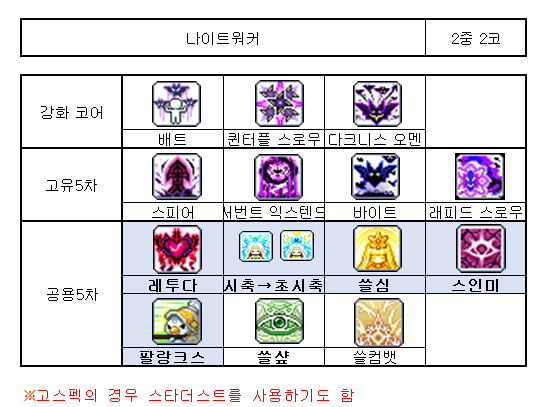 나이트워커 2중 2코
강화 코어
배트 퀸터플 스로우 다크니스 오멘
고유5차
스피어 서번트 익스텐드 바이트 래피드 스로우
공용5차
레투다 시축→초시축 쓸심 스인미
팔랑크스 쓸샾 쓸컴뱃
※고스펙의 경우 스타더스트를 사용하기도 함